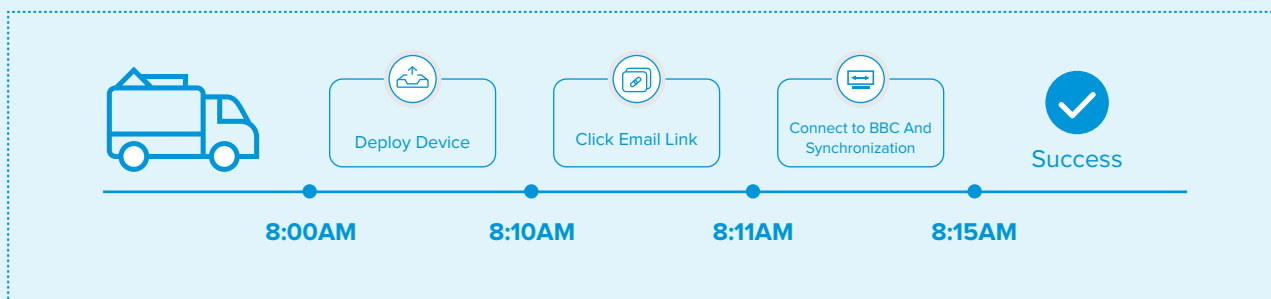 Deploy Device
Click Email Link
Connect to BBC And
Synchronization
Success
8:00AM
8:10AM
8:11AM
8:15AM